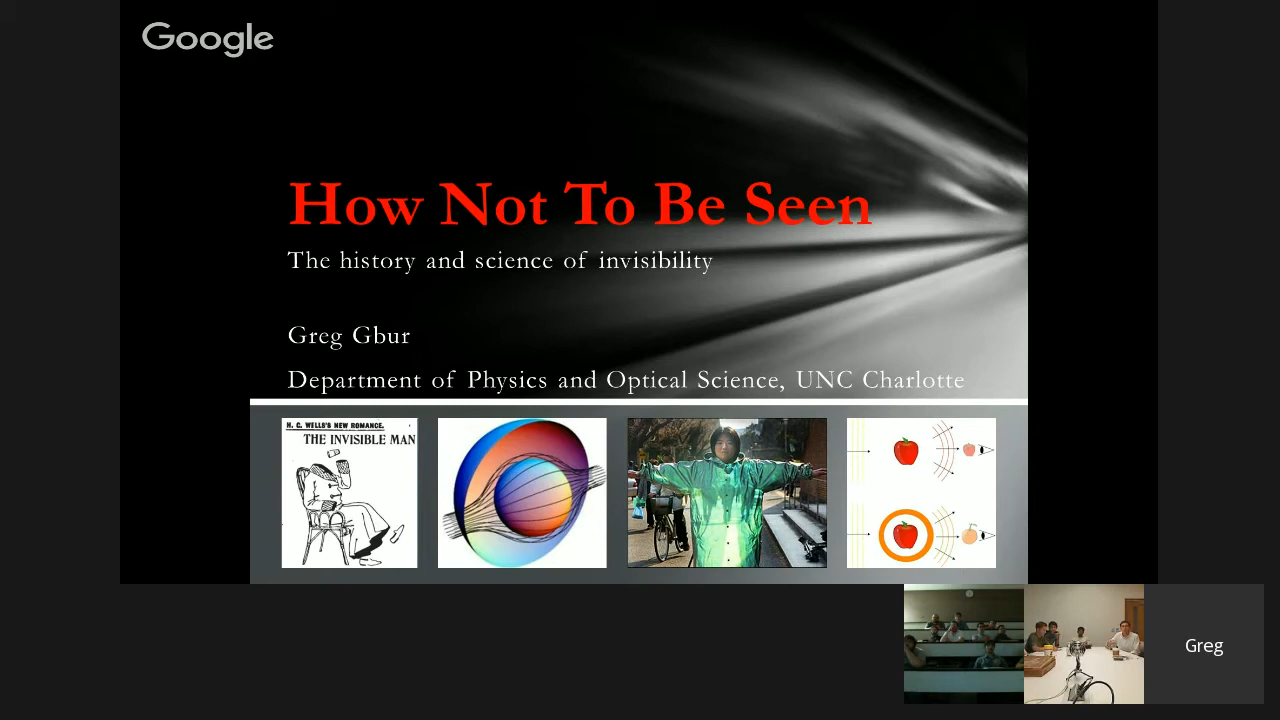 Google
How Not To Be Seen
The history and science of invisibility
Greg Gbur
Department of Physics and Optical Science, UNC Charlotte
H. C. WELLS'S NEW ROMANCE.
THE INVISIBLE MAN
Greg